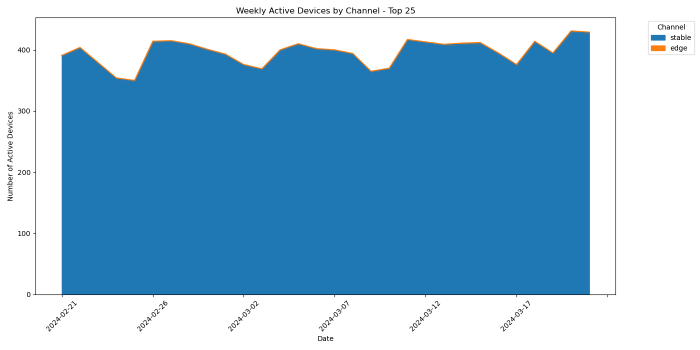 Weekly Active Devices by Channel - Top 25
Channel
stable
edge
Number of Active Devices
400
300
200
100
0
2024-02-21
2024-02-26
2024-03-02
2024-03-07
2024-03-12
2024-03-17
Date